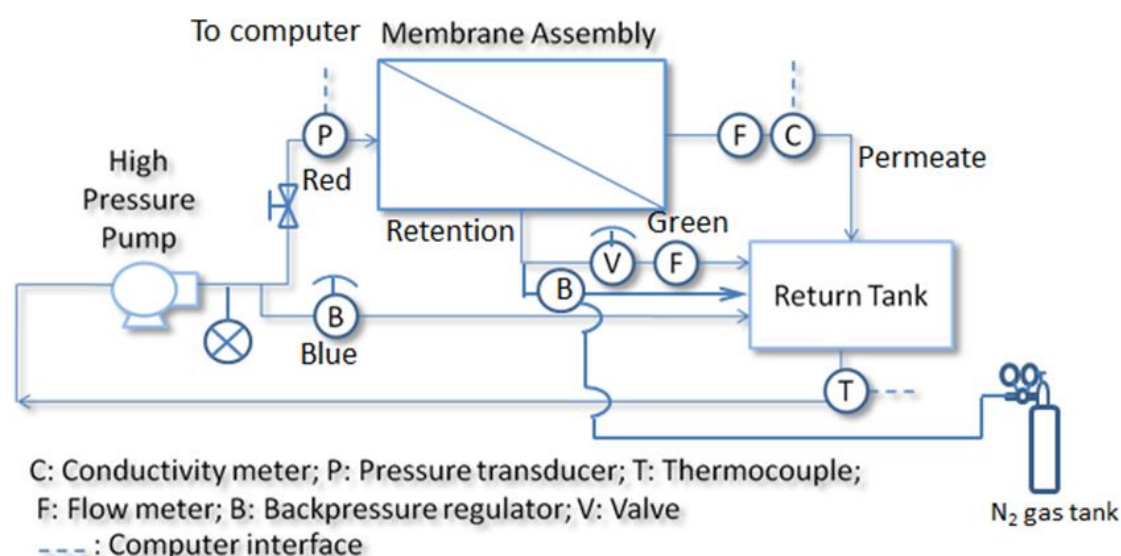 To computer
Membrane Assembly
P
F
C
High
Pressure
Pump
Red
Permeate
Retention
Green
V
F
B
Return Tank
B
Blue
T
C: Conductivity meter; P: Pressure transducer; T: Thermocouple;
F: Flow meter; B: Backpressure regulator; V: Valve
---: Computer interface
N₂ gas tank